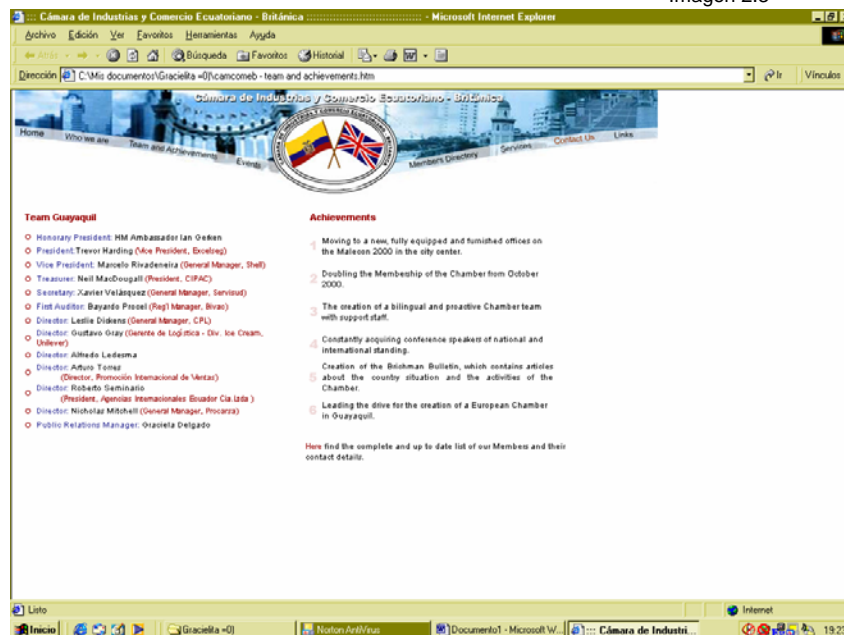 ::: Cámara de Industrias y Comercio Ecuatoriano - Británica ::::::::::::::::::::::::::::::::::: - Microsoft Internet Explorer
Archivo Edición Ver Favoritos Herramientas Ayuda
Atrás Búsqueda Favoritos Historial
Dirección C:\Mis documentos\Gracielita =0)\camcomeb - team and achievements.htm Ir Vínculos
Cámara de Industrias y Comercio Ecuatoriano - Británica
Home Who we are Team and Achievements Events Members Directory Services Contact Us Links
Team Guayaquil
Honorary President: HM Ambassador Ian Gerken
President: Trevor Harding (Vice President, Excelseg)
Vice President: Marcelo Rivadeneira (General Manager, Shell)
Treasurer: Neil MacDougall (President, CIPAC)
Secretary: Xavier Velásquez (General Manager, Servisud)
First Auditor: Bayardo Prosel (Reg'l Manager, Bivac)
Director: Leslie Dickens (General Manager, CPL)
Director: Gustavo Gray (Gerente de Logística - Div. Ice Cream,
Unilever)
Director: Alfredo Ledesma
Director: Arturo Torres
(Director, Promoción Internacional de Ventas)
Director: Roberto Seminario
(President, Agencias Internacionales Ecuador Cia.Ltda )
Director: Nicholas Mitchell (General Manager, Procarsa)
Public Relations Manager: Graciela Delgado
Achievements
1 Moving to a new, fully equipped and furnished offices on
the Malecon 2000 in the city center.
2 Doubling the Membership of the Chamber from October
2000.
3 The creation of a bilingual and proactive Chamber team
with support staff.
4 Constantly acquiring conference speakers of national and
international standing.
5 Creation of the Brichman Bulletin, which contains articles
about the country situation and the activities of the
Chamber.
6 Leading the drive for the creation of a European Chamber
in Guayaquil.
Here find the complete and up to date list of our Members and their
contact details.
Listo Internet
Inicio Gracielita =0) Norton AntiVirus Documento1 - Microsoft W... ::: Cámara de Industri...